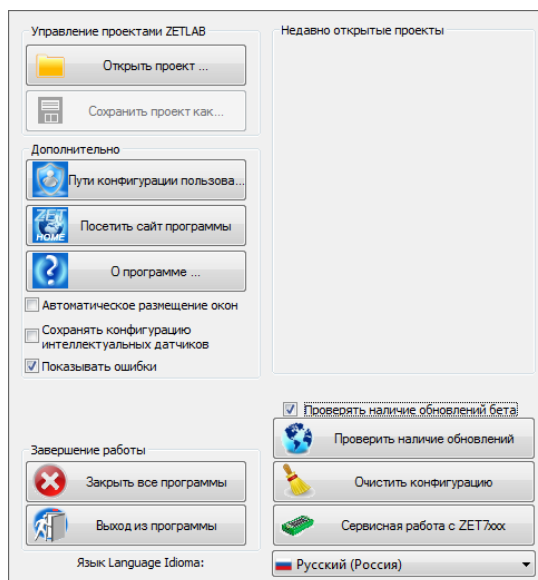 Управление проектами ZETLAB
Открыть проект ...
Сохранить проект как...
Дополнительно
Пути конфигурации пользова...
ZET HOME
Посетить сайт программы
О программе ...
Автоматическое размещение окон
Сохранять конфигурацию
интеллектуальных датчиков
Показывать ошибки
Завершение работы
Закрыть все программы
Выход из программы
Язык Language Idioma:
Недавно открытые проекты
Проверять наличие обновлений бета
Проверить наличие обновлений
Очистить конфигурацию
Сервисная работа с ZET7xxx
Русский (Россия)